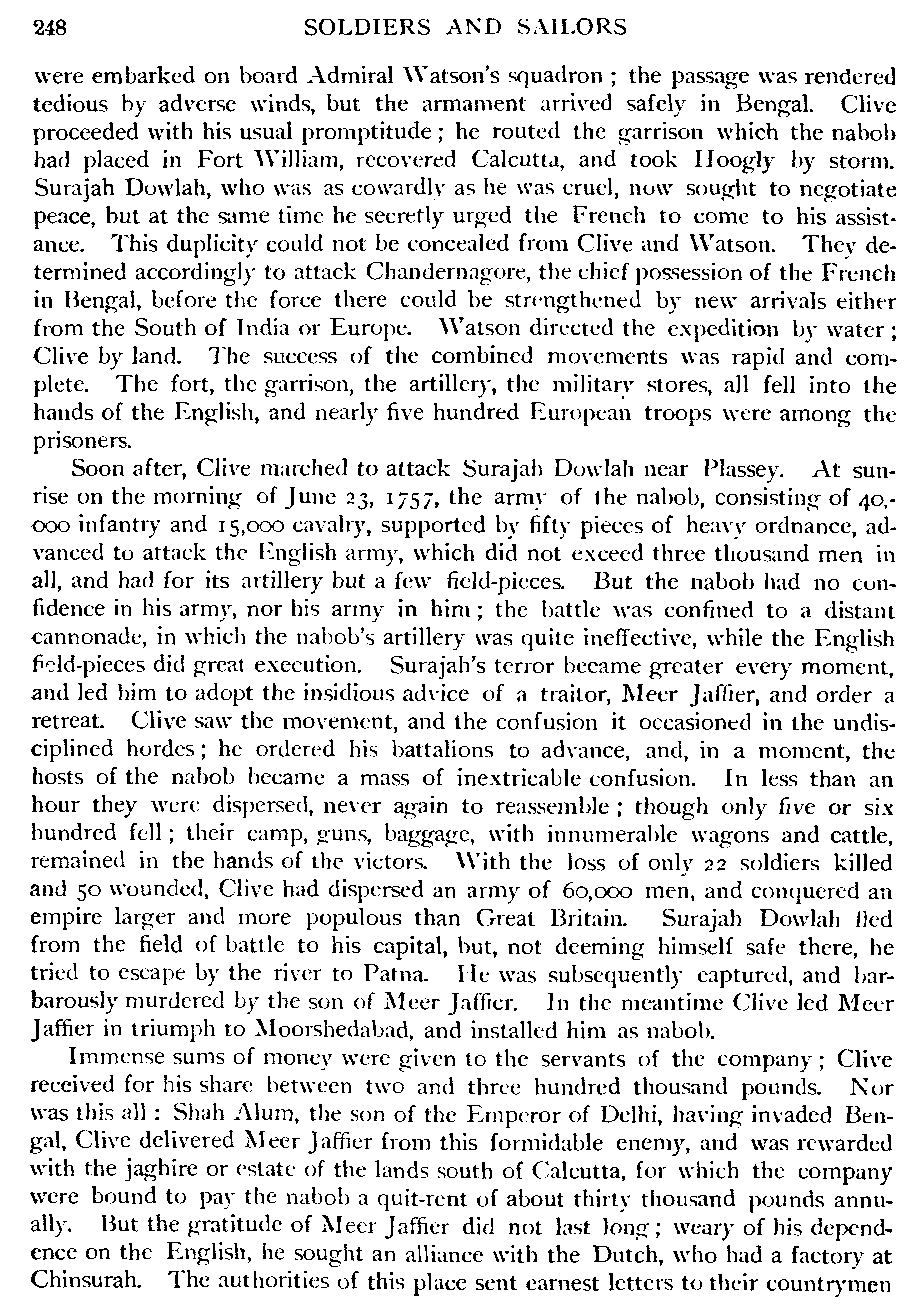 248 SOLDIERS AND SAILORS
were embarked on board Admiral Watson's squadron ; the passage was rendered
tedious by adverse winds, but the armament arrived safely in Bengal. Clive
proceeded with his usual promptitude ; he routed the garrison which the nabob
had placed in Fort William, recovered Calcutta, and took Hoogly by storm.
Surajah Dowlah, who was as cowardly as he was cruel, now sought to negotiate
peace, but at the same time he secretly urged the French to come to his assist-
ance. This duplicity could not be concealed from Clive and Watson. They de-
termined accordingly to attack Chandernagore, the chief possession of the French
in Bengal, before the force there could be strengthened by new arrivals either
from the South of India or Europe. Watson directed the expedition by water ;
Clive by land. The success of the combined movements was rapid and com-
plete. The fort, the garrison, the artillery, the military stores, all fell into the
hands of the English, and nearly five hundred European troops were among the
prisoners.
Soon after, Clive marched to attack Surajah Dowlah near Plassey. At sun-
rise on the morning of June 23, 1757, the army of the nabob, consisting of 40,-
000 infantry and 15,000 cavalry, supported by fifty pieces of heavy ordnance, ad-
vanced to attack the English army, which did not exceed three thousand men in
all, and had for its artillery but a few field-pieces. But the nabob had no con-
fidence in his army, nor his army in him ; the battle was confined to a distant
cannonade, in which the nabob's artillery was quite ineffective, while the English
field-pieces did great execution. Surajah's terror became greater every moment,
and led him to adopt the insidious advice of a traitor, Meer Jaffier, and order a
retreat. Clive saw the movement, and the confusion it occasioned in the undis-
ciplined hordes ; he ordered his battalions to advance, and, in a moment, the
hosts of the nabob became a mass of inextricable confusion. In less than an
hour they were dispersed, never again to reassemble ; though only five or six
hundred fell ; their camp, guns, baggage, with innumerable wagons and cattle,
remained in the hands of the victors. With the loss of only 22 soldiers killed
and 50 wounded, Clive had dispersed an army of 60,000 men, and conquered an
empire larger and more populous than Great Britain. Surajah Dowlah fled
from the field of battle to his capital, but, not deeming himself safe there, he
tried to escape by the river to Patna. He was subsequently captured, and bar-
barously murdered by the son of Meer Jaffier. In the meantime Clive led Meer
Jaffier in triumph to Moorshedabad, and installed him as nabob.
Immense sums of money were given to the servants of the company ; Clive
received for his share between two and three hundred thousand pounds. Nor
was this all : Shah Alum, the son of the Emperor of Delhi, having invaded Ben-
gal, Clive delivered Meer Jaffier from this formidable enemy, and was rewarded
with the jaghire or estate of the lands south of Calcutta, for which the company
were bound to pay the nabob a quit-rent of about thirty thousand pounds annu-
ally. But the gratitude of Meer Jaffier did not last long ; weary of his depend-
ence on the English, he sought an alliance with the Dutch, who had a factory at
Chinsurah. The authorities of this place sent earnest letters to their countrymen